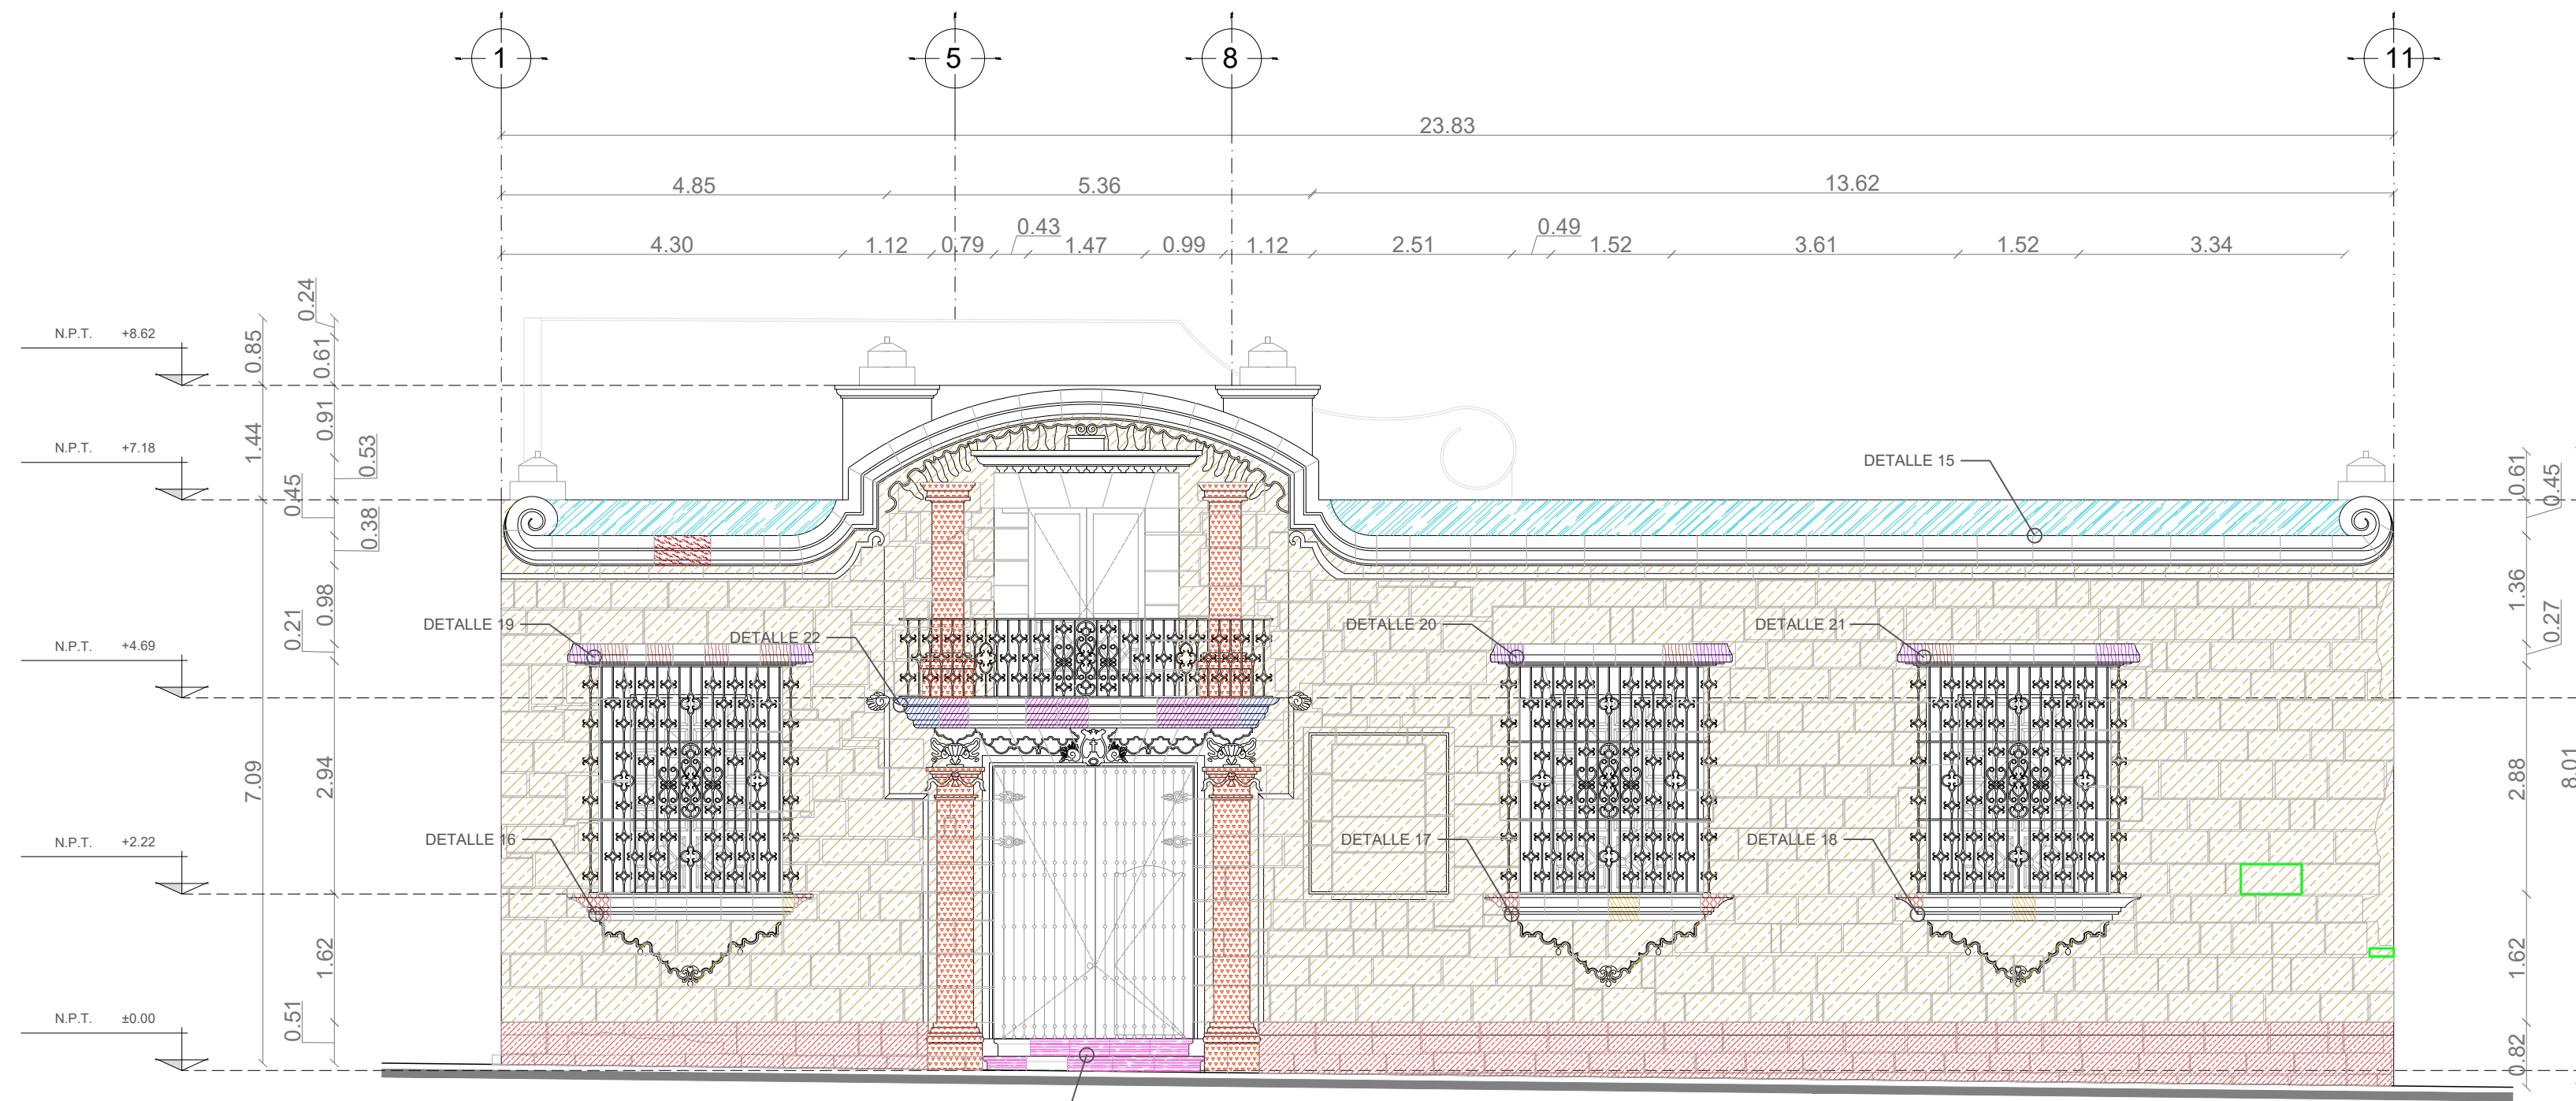 1 5 8 11
23.83
4.85 5.36 13.62
0.43 0.49
4.30 1.12 0.79 1.47 0.99 1.12 2.51 1.52 3.61 1.52 3.34
0.24
N.P.T. +8.62
0.85 0.61
0.91
N.P.T. +7.18
1.44 0.53
DETALLE 15
0.61 0.45
0.45 0.38
0.98 0.21
1.36 0.27
DETALLE 19
DETALLE 22
DETALLE 20
DETALLE 21
N.P.T. +4.69
7.09 2.94
2.88 8.01
DETALLE 16
DETALLE 17
DETALLE 18
N.P.T. +2.22
1.62
1.62
N.P.T. ±0.00
0.51
0.82